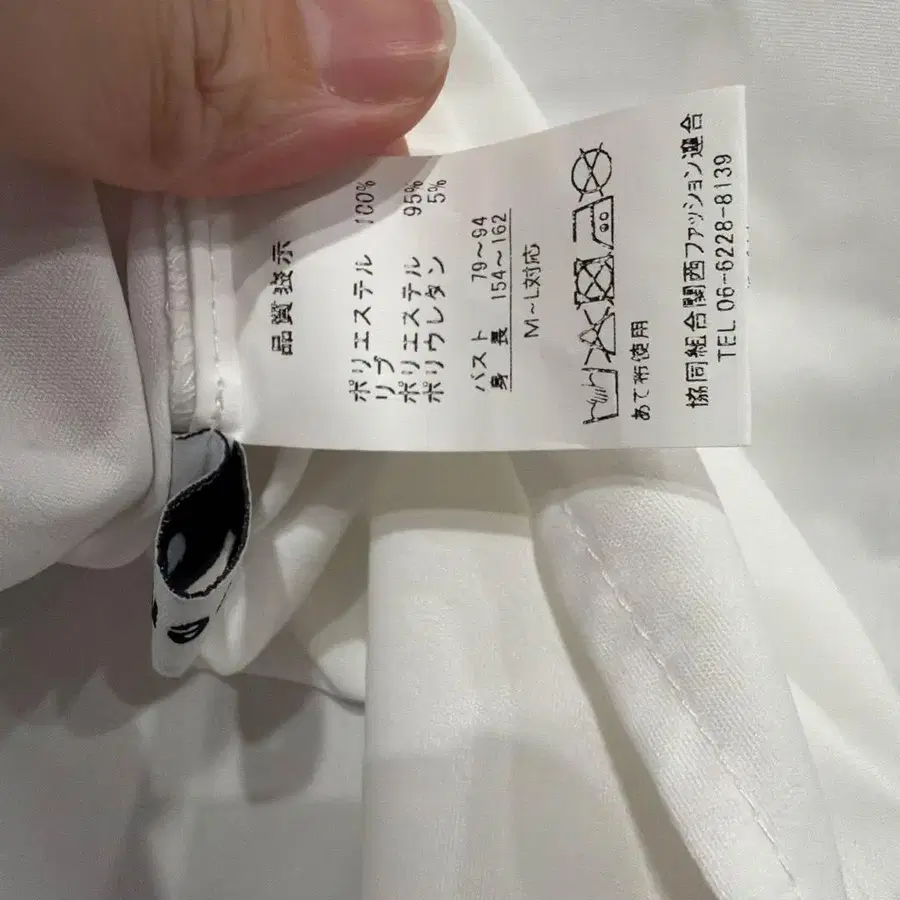 品質表示
ポリエステル 100%
リブ
ポリエステル 95%
ポリウレタン 5%
バスト 79～94
身長 154～162
M～L対応
あて布使用
協同組合関西ファッション連合
TEL 06-6228-8139